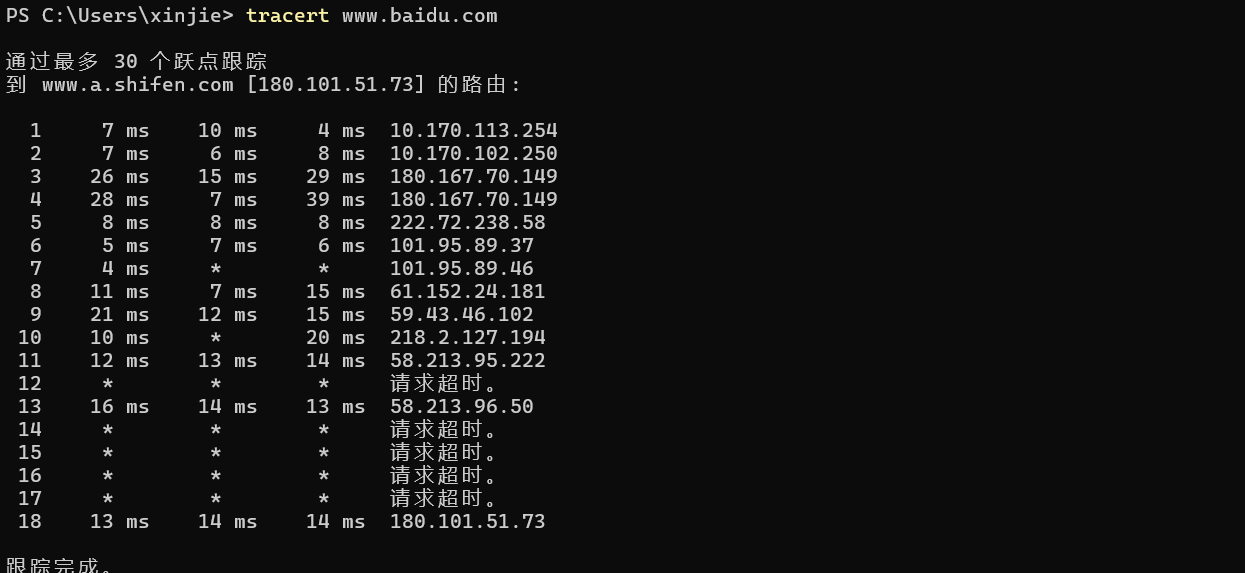 PS C:\Users\xinjie> tracert www.baidu.com
通过最多 30 个跃点跟踪
到 www.a.shifen.com [180.101.51.73] 的路由:
1 7 ms 10 ms 4 ms 10.170.113.254
2 7 ms 6 ms 8 ms 10.170.102.250
3 26 ms 15 ms 29 ms 180.167.70.149
4 28 ms 7 ms 39 ms 180.167.70.149
5 8 ms 8 ms 8 ms 222.72.238.58
6 5 ms 7 ms 6 ms 101.95.89.37
7 4 ms * * 101.95.89.46
8 11 ms 7 ms 15 ms 61.152.24.181
9 21 ms 12 ms 15 ms 59.43.46.102
10 10 ms * 20 ms 218.2.127.194
11 12 ms 13 ms 14 ms 58.213.95.222
12 * * * 请求超时。
13 16 ms 14 ms 13 ms 58.213.96.50
14 * * * 请求超时。
15 * * * 请求超时。
16 * * * 请求超时。
17 * * * 请求超时。
18 13 ms 14 ms 14 ms 180.101.51.73
跟踪完成。